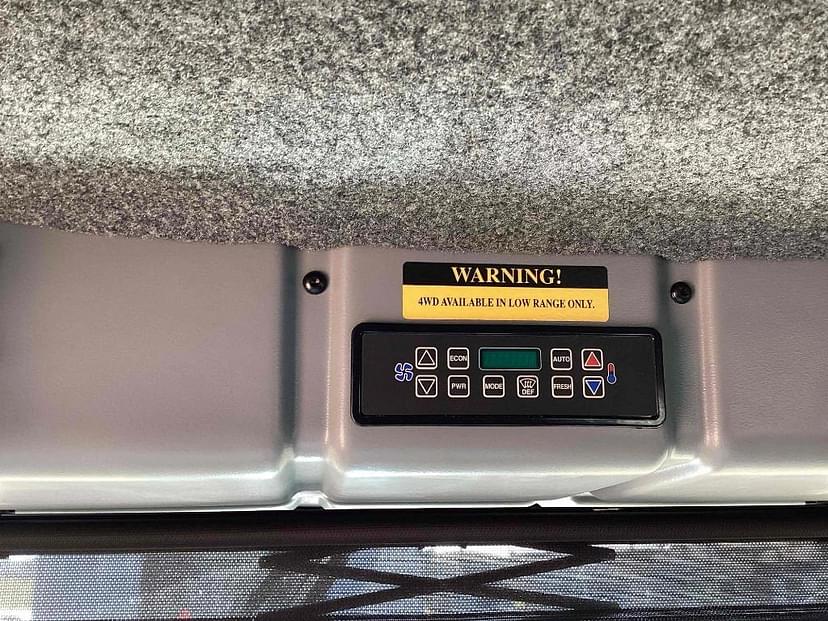 WARNING!
4WD AVAILABLE IN LOW RANGE ONLY.
ECON AUTO
PWR MODE DEF FRESH